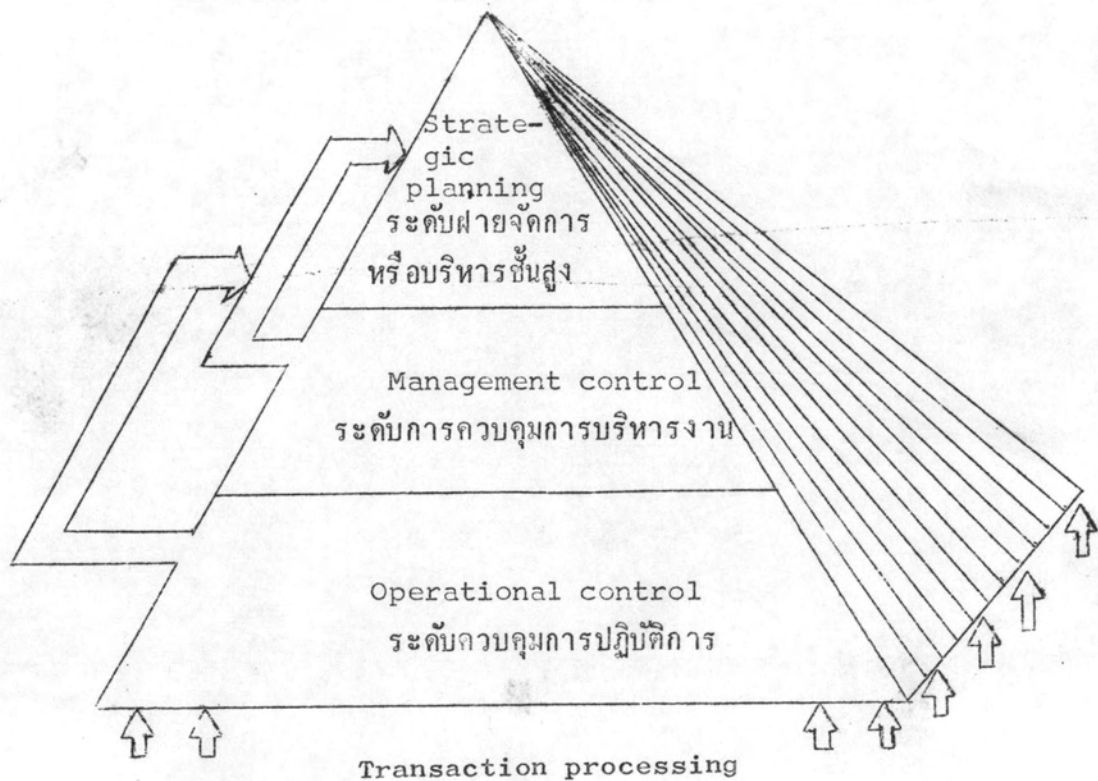 Strate-
gic
planning
ระดับฝ่ายจัดการ
หรือบริหารชั้นสูง
Management control
ระดับการควบคุมการบริหารงาน
Operational control
ระดับควบคุมการปฏิบัติการ
Transaction processing